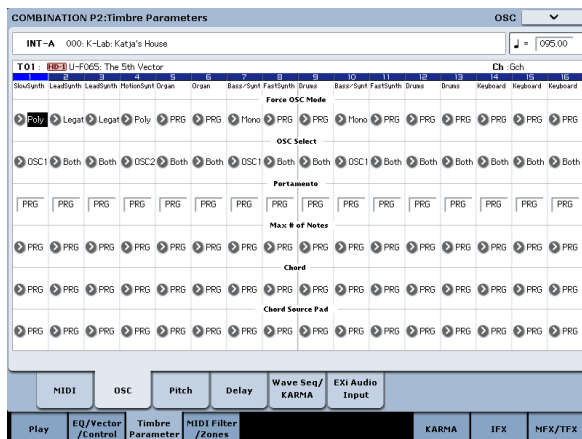 COMBINATION P2:Timbre Parameters OSC
INT-A 000: K-Lab: Katja's House ♩ = 095.00
T01 : HD-1 U-F065: The 5th Vector Ch :Gch
1 2 3 4 5 6 7 8 9 10 11 12 13 14 15 16
SlowSynth LeadSynth LeadSynth MotionSynt Organ Organ Bass/Synt FastSynth Drums Bass/Synt FastSynth Drums Drums Keyboard Keyboard Keyboard
Force OSC Mode
Poly Legat Legat Poly PRG PRG Mono PRG PRG Mono PRG PRG PRG PRG PRG PRG
OSC Select
OSC1 Both Both OSC2 Both Both OSC1 Both Both OSC1 Both Both Both Both Both Both
Portamento
PRG PRG PRG PRG PRG PRG PRG PRG PRG PRG PRG PRG PRG PRG PRG PRG
Max # of Notes
PRG PRG PRG PRG PRG PRG PRG PRG PRG PRG PRG PRG PRG PRG PRG PRG
Chord
PRG PRG PRG PRG PRG PRG PRG PRG PRG PRG PRG PRG PRG PRG PRG PRG
Chord Source Pad
PRG PRG PRG PRG PRG PRG PRG PRG PRG PRG PRG PRG PRG PRG PRG PRG
MIDI OSC Pitch Delay Wave Seq/ KARMA EXi Audio Input
Play EQ/Vector /Control Timbre Parameter MIDI Filter /Zones KARMA IFX MFX/TFX